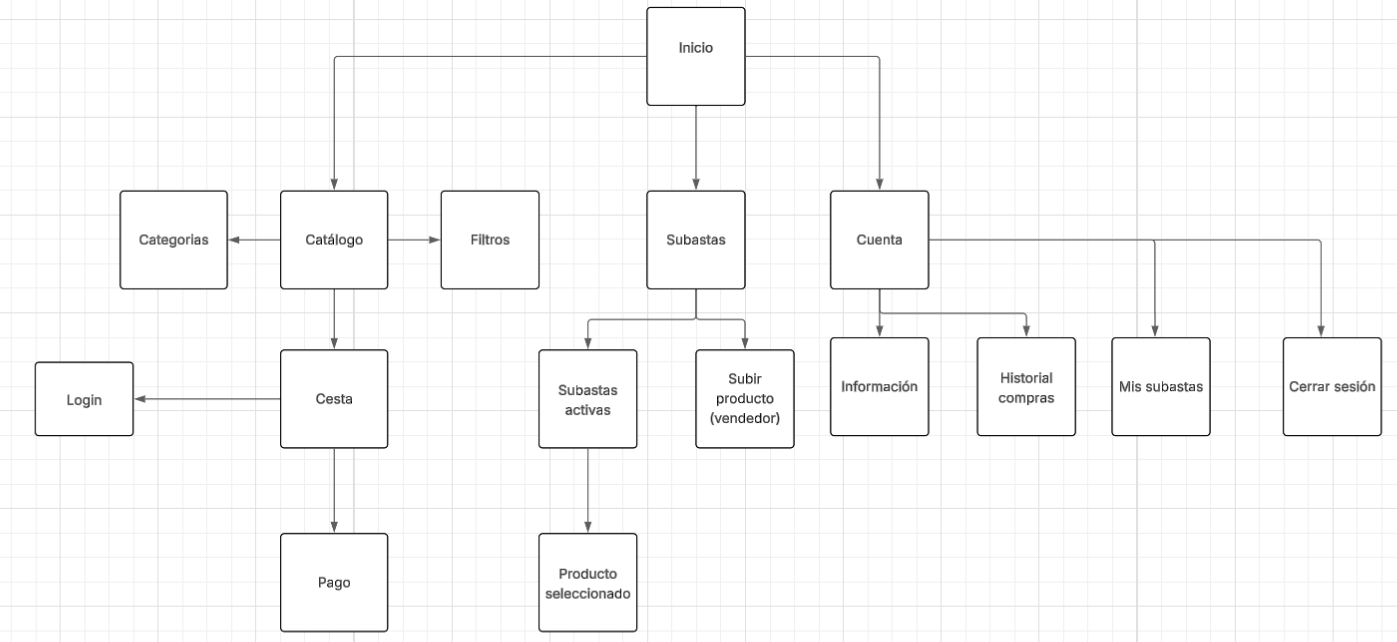 Inicio
Categorias
Catálogo
Filtros
Subastas
Cuenta
Login
Cesta
Subastas
activas
Subir
producto
(vendedor)
Información
Historial
compras
Mis subastas
Cerrar sesión
Pago
Producto
seleccionado